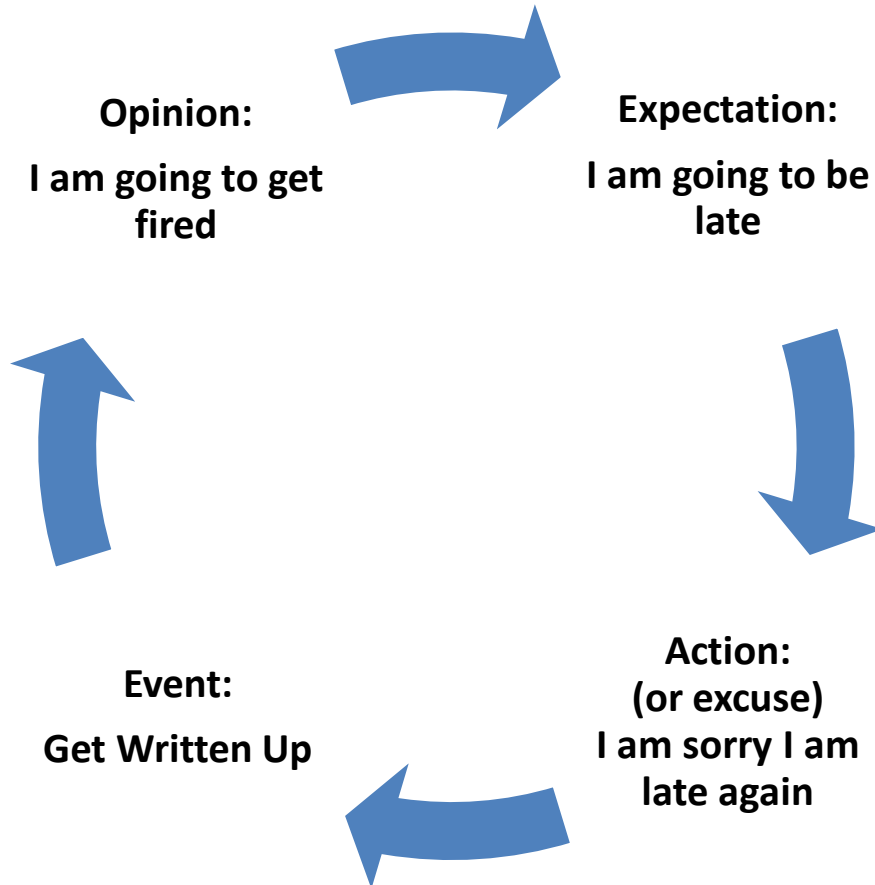 Opinion:
I am going to get
fired
Expectation:
I am going to be
late
Action:
(or excuse)
I am sorry I am
late again
Event:
Get Written Up